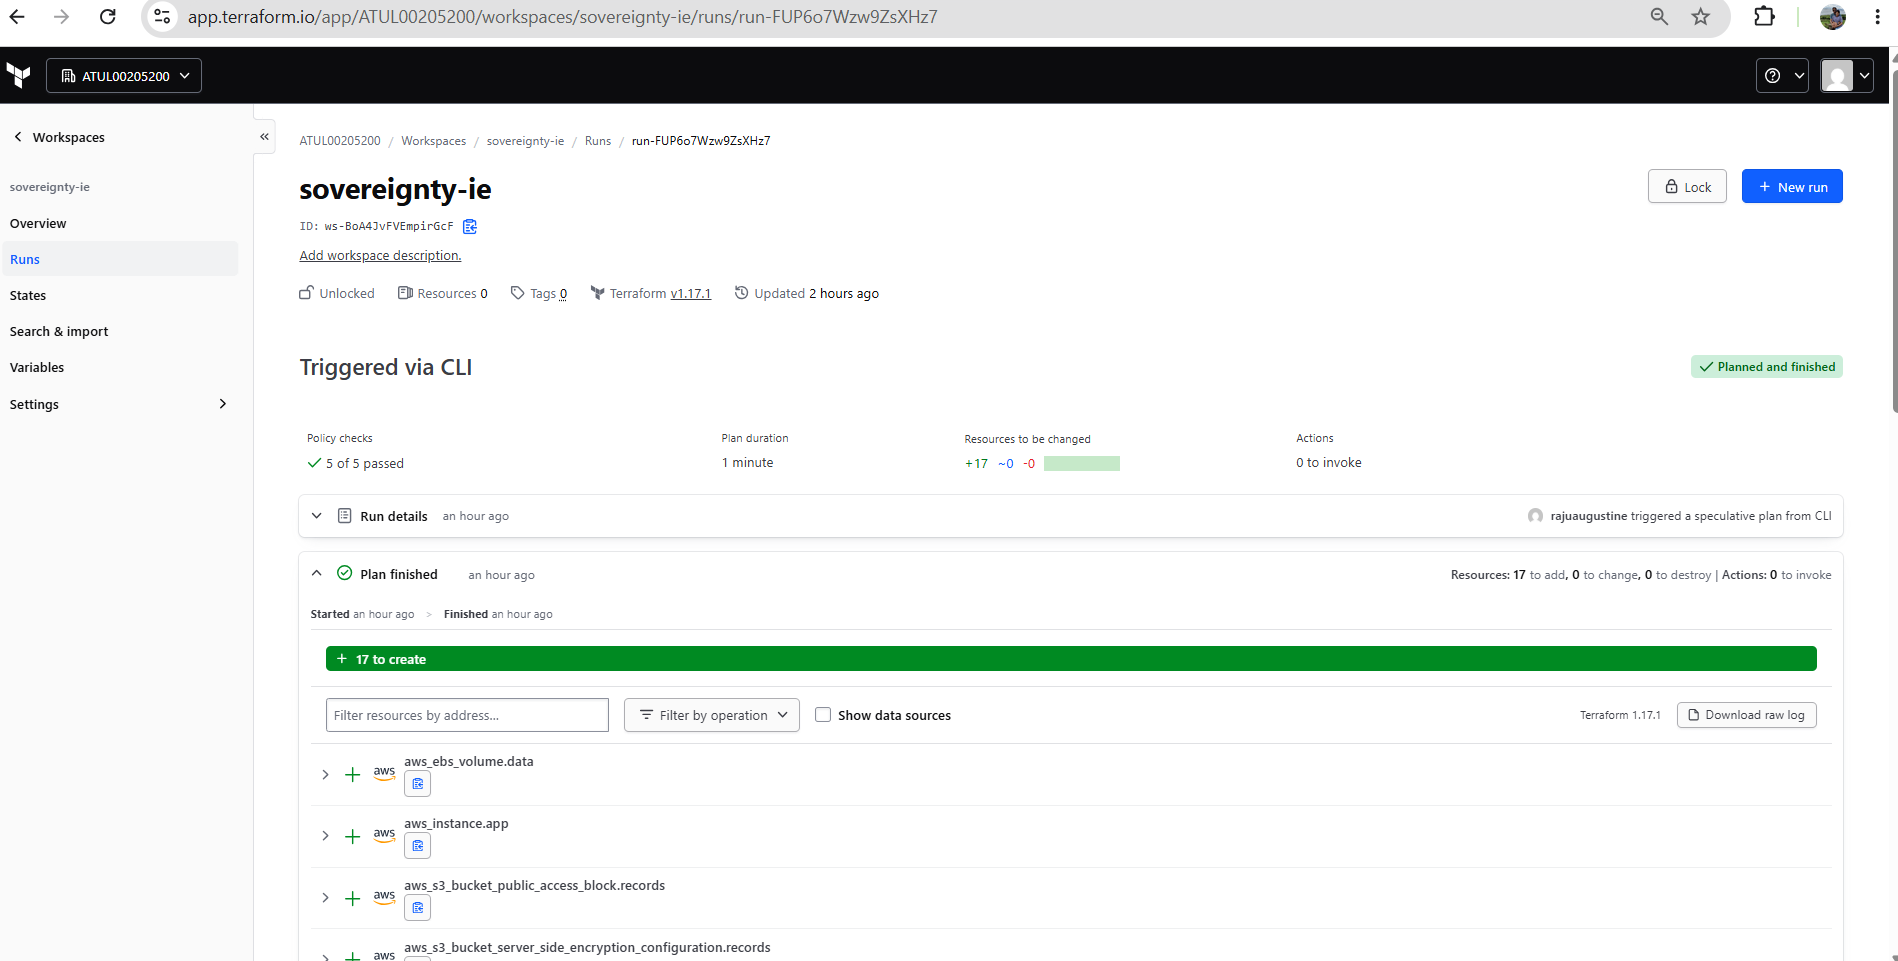 app.terraform.io/app/ATUL00205200/workspaces/sovereignty-ie/runs/run-FUP6o7Wzw9ZsXHz7
ATUL00205200
Workspaces
ATUL00205200 / Workspaces / sovereignty-ie / Runs / run-FUP6o7Wzw9ZsXHz7
sovereignty-ie
sovereignty-ie
Lock
+ New run
Overview
ID: ws-BoA4JvFVEmpirGcF
Runs
Add workspace description.
States
Unlocked Resources 0 Tags 0 Terraform v1.17.1 Updated 2 hours ago
Search & import
Variables
Triggered via CLI
Planned and finished
Settings
Policy checks Plan duration Resources to be changed Actions
5 of 5 passed 1 minute +17 ~0 -0 0 to invoke
Run details an hour ago rajuaugustine triggered a speculative plan from CLI
Plan finished an hour ago Resources: 17 to add, 0 to change, 0 to destroy | Actions: 0 to invoke
Started an hour ago > Finished an hour ago
+ 17 to create
Filter resources by address... Filter by operation Show data sources Terraform 1.17.1 Download raw log
aws aws_ebs_volume.data
aws aws_instance.app
aws aws_s3_bucket_public_access_block.records
aws aws_s3_bucket_server_side_encryption_configuration.records